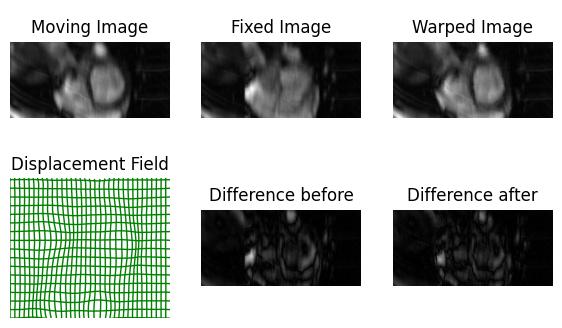 Moving Image
Fixed Image
Warped Image
Displacement Field
Difference before
Difference after